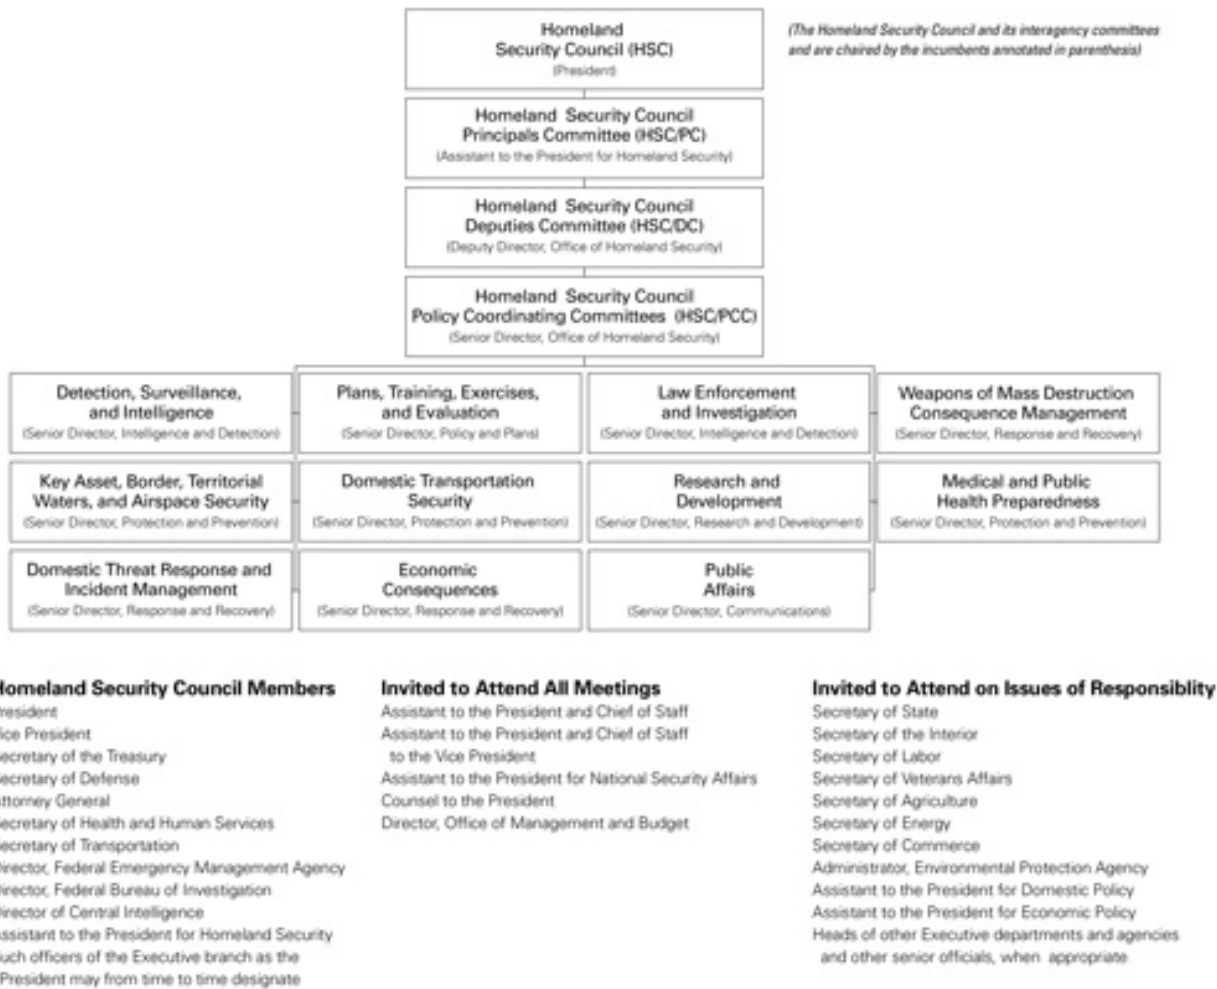 Homeland
Security Council (HSC)
(President)
(The Homeland Security Council and its interagency committees
and are chaired by the incumbents annotated in parenthesis)
Homeland Security Council
Principals Committee (HSC/PC)
(Assistant to the President for Homeland Security)
Homeland Security Council
Deputies Committee (HSC/DC)
(Deputy Director, Office of Homeland Security)
Homeland Security Council
Policy Coordinating Committees (HSC/PCC)
(Senior Director, Office of Homeland Security)
Detection, Surveillance,
and Intelligence
(Senior Director, Intelligence and Detection)
Plans, Training, Exercises,
and Evaluation
(Senior Director, Policy and Plans)
Law Enforcement
and Investigation
(Senior Director, Intelligence and Detection)
Weapons of Mass Destruction
Consequence Management
(Senior Director, Response and Recovery)
Key Asset, Border, Territorial
Waters, and Airspace Security
(Senior Director, Protection and Prevention)
Domestic Transportation
Security
(Senior Director, Protection and Prevention)
Research and
Development
(Senior Director, Research and Development)
Medical and Public
Health Preparedness
(Senior Director, Protection and Prevention)
Domestic Threat Response and
Incident Management
(Senior Director, Response and Recovery)
Economic
Consequences
(Senior Director, Response and Recovery)
Public
Affairs
(Senior Director, Communications)
Homeland Security Council Members
President
Vice President
Secretary of the Treasury
Secretary of Defense
Attorney General
Secretary of Health and Human Services
Secretary of Transportation
Director, Federal Emergency Management Agency
Director, Federal Bureau of Investigation
Director of Central Intelligence
Assistant to the President for Homeland Security
Such officers of the Executive branch as the
President may from time to time designate
Invited to Attend All Meetings
Assistant to the President and Chief of Staff
Assistant to the President and Chief of Staff
to the Vice President
Assistant to the President for National Security Affairs
Counsel to the President
Director, Office of Management and Budget
Invited to Attend on Issues of Responsiblity
Secretary of State
Secretary of the Interior
Secretary of Labor
Secretary of Veterans Affairs
Secretary of Agriculture
Secretary of Energy
Secretary of Commerce
Administrator, Environmental Protection Agency
Assistant to the President for Domestic Policy
Assistant to the President for Economic Policy
Heads of other Executive departments and agencies
and other senior officials, when appropriate